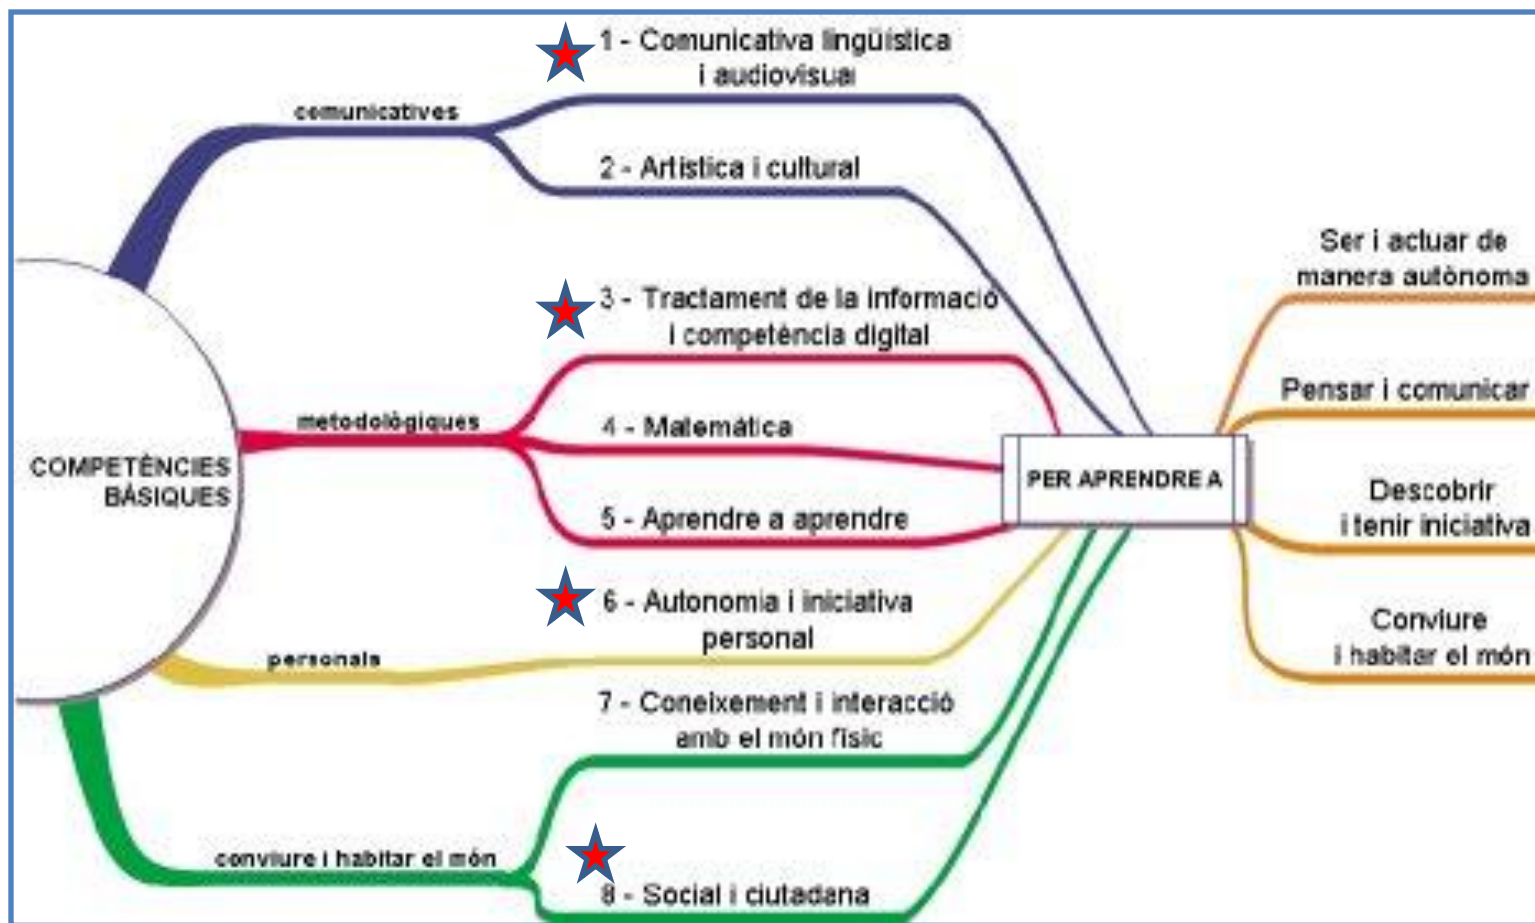 COMPETÈNCIES
BÀSIQUES
comunicatives
1 - Comunicativa lingüística
i audiovisual
2 - Artística i cultural
metodològiques
3 - Tractament de la informació
i competència digital
4 - Matemàtica
5 - Aprendre a aprendre
personals
6 - Autonomia i iniciativa
personal
conviure i habitar el món
7 - Coneixement i interacció
amb el món físic
8 - Social i ciutadana
PER APRENDRE A
Ser i actuar de
manera autònoma
Pensar i comunicar
Descobrir
i tenir iniciativa
Conviure
i habitar el món